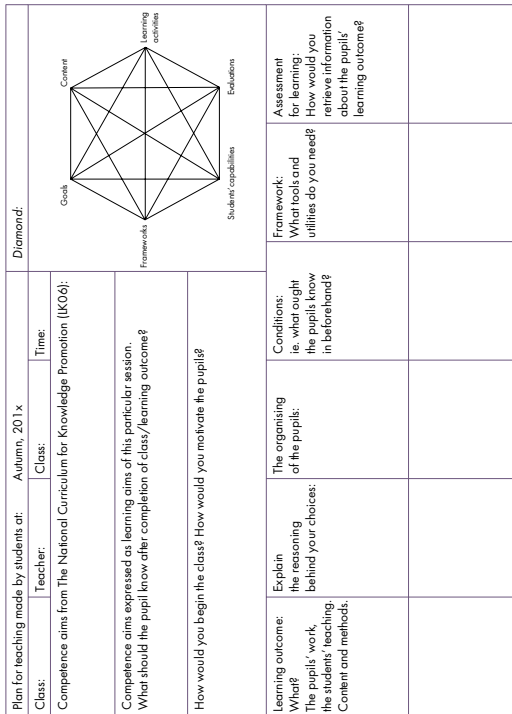 Plan for teaching made by students at: Autumn, 201x
Diamond:
Class:
Teacher:
Class:
Time:
Competence aims from The National Curriculum for Knowledge Promotion (LK06):
Competence aims expressed as learning aims of this particular session.
What should the pupil know after completion of class/learning outcome?
How would you begin the class? How would you motivate the pupils?
Goals
Content
Frameworks
Learning
activities
Students' capabilities
Evaluations
Learning outcome:
What?
The pupils' work,
the students' teaching.
Content and methods.
Explain
the reasoning
behind your choices:
The organising
of the pupils:
Conditions:
ie. what ought
the pupils know
in beforehand?
Framework:
What tools and
utilities do you need?
Assessment
for learning:
How would you
retrieve information
about the pupils'
learning outcome?